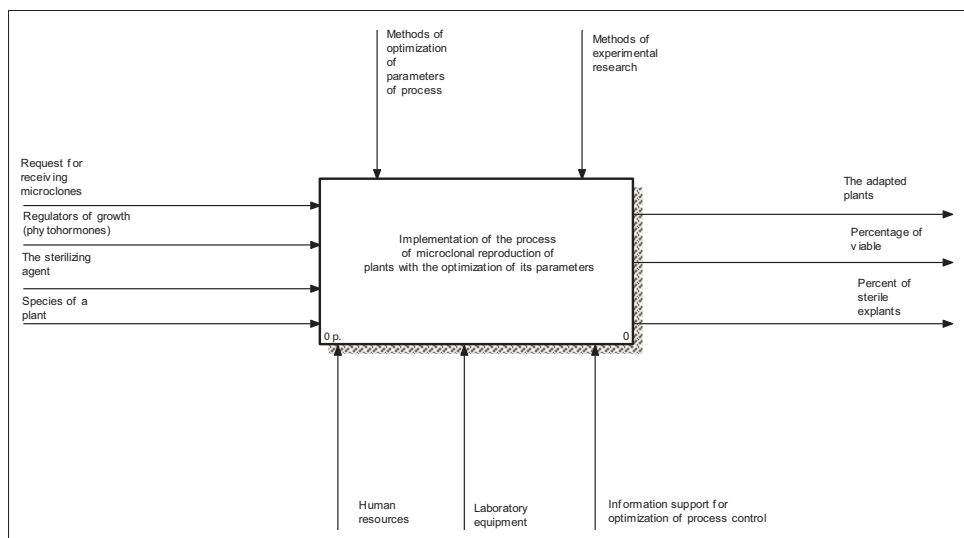 Methods of
optimization
of
parameters
of process
Methods of
experimental
research
Request for
receiving
microclones
Regulators of growth
(phytohormones)
The sterilizing
agent
Species of a
plant
Implementation of the process
of microclonal reproduction of
plants with the optimization of its parameters
0 p.
0
The adapted
plants
Percentage of
viable
Percent of
sterile
explants
Human
resources
Laboratory
equipment
Information support for
optimization of process control